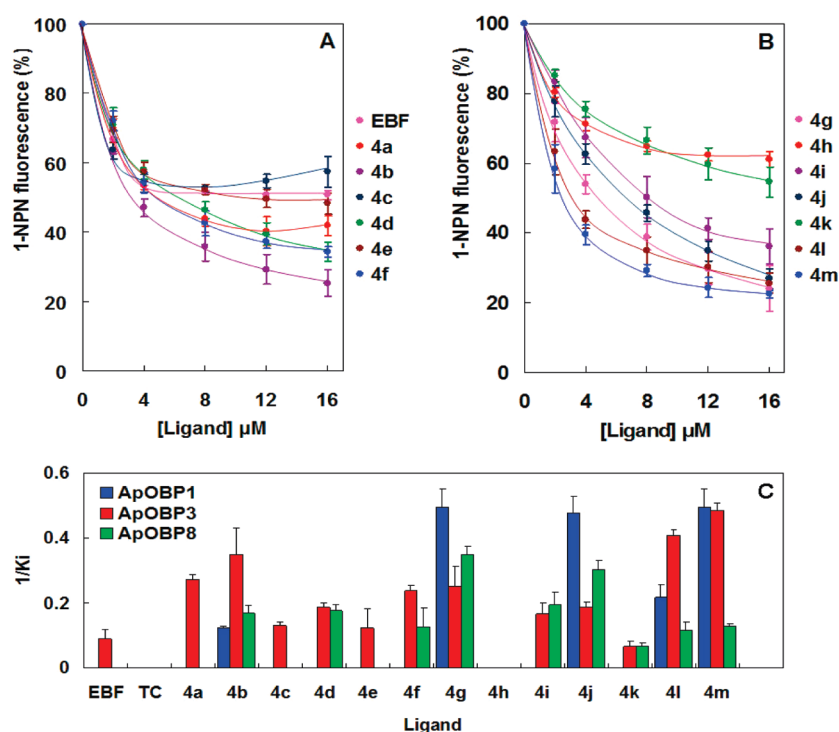 A
100
80
60
40
20
0
1-NPN fluorescence (%)
0 4 8 12 16
[Ligand] µM
EBF
4a
4b
4c
4d
4e
4f
B
100
80
60
40
20
0
1-NPN fluorescence (%)
0 4 8 12 16
[Ligand] µM
4g
4h
4i
4j
4k
4l
4m
C
0.6
0.4
0.2
0
1/Ki
ApOBP1
ApOBP3
ApOBP8
EBF TC 4a 4b 4c 4d 4e 4f 4g 4h 4i 4j 4k 4l 4m
Ligand